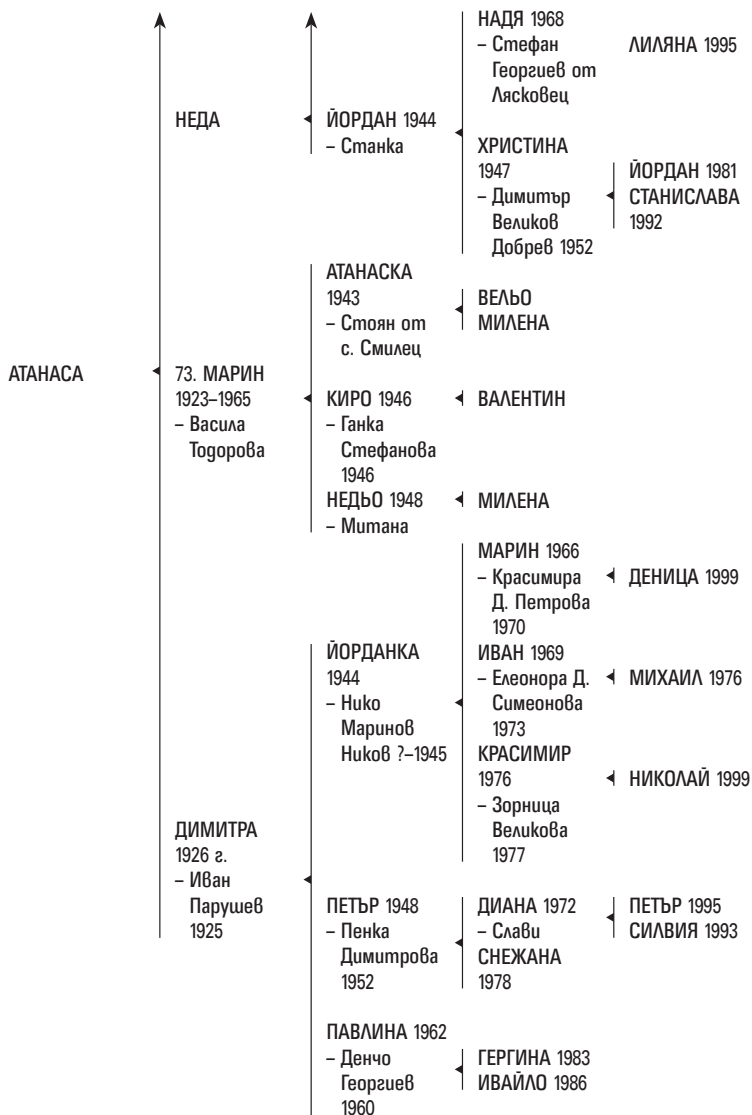 НАДЯ 1968
– Стефан
Георгиев от
Лясковец
ЛИЛЯНА 1995
НЕДА
ЙОРДАН 1944
– Станка
ХРИСТИНА
1947
– Димитър
Великов
Добрев 1952
ЙОРДАН 1981
СТАНИСЛАВА
1992
АТАНАСА
73. МАРИН
1923–1965
– Васила
Тодорова
АТАНАСКА
1943
– Стоян от
с. Смилец
ВЕЛЬО
МИЛЕНА
КИРО 1946
– Ганка
Стефанова
1946
ВАЛЕНТИН
НЕДЬО 1948
– Митана
МИЛЕНА
ДИМИТРА
1926 г.
– Иван
Парушев
1925
ЙОРДАНКА
1944
– Нико
Маринов
Ников ?–1945
МАРИН 1966
– Красимира
Д. Петрова
1970
ДЕНИЦА 1999
ИВАН 1969
– Елеонора Д.
Симеонова
1973
МИХАИЛ 1976
КРАСИМИР
1976
– Зорница
Великова
1977
НИКОЛАЙ 1999
ПЕТЪР 1948
– Пенка
Димитрова
1952
ДИАНА 1972
– Слави
СНЕЖАНА
1978
ПЕТЪР 1995
СИЛВИЯ 1993
ПАВЛИНА 1962
– Денчо
Георгиев
1960
ГЕРГИНА 1983
ИВАЙЛО 1986